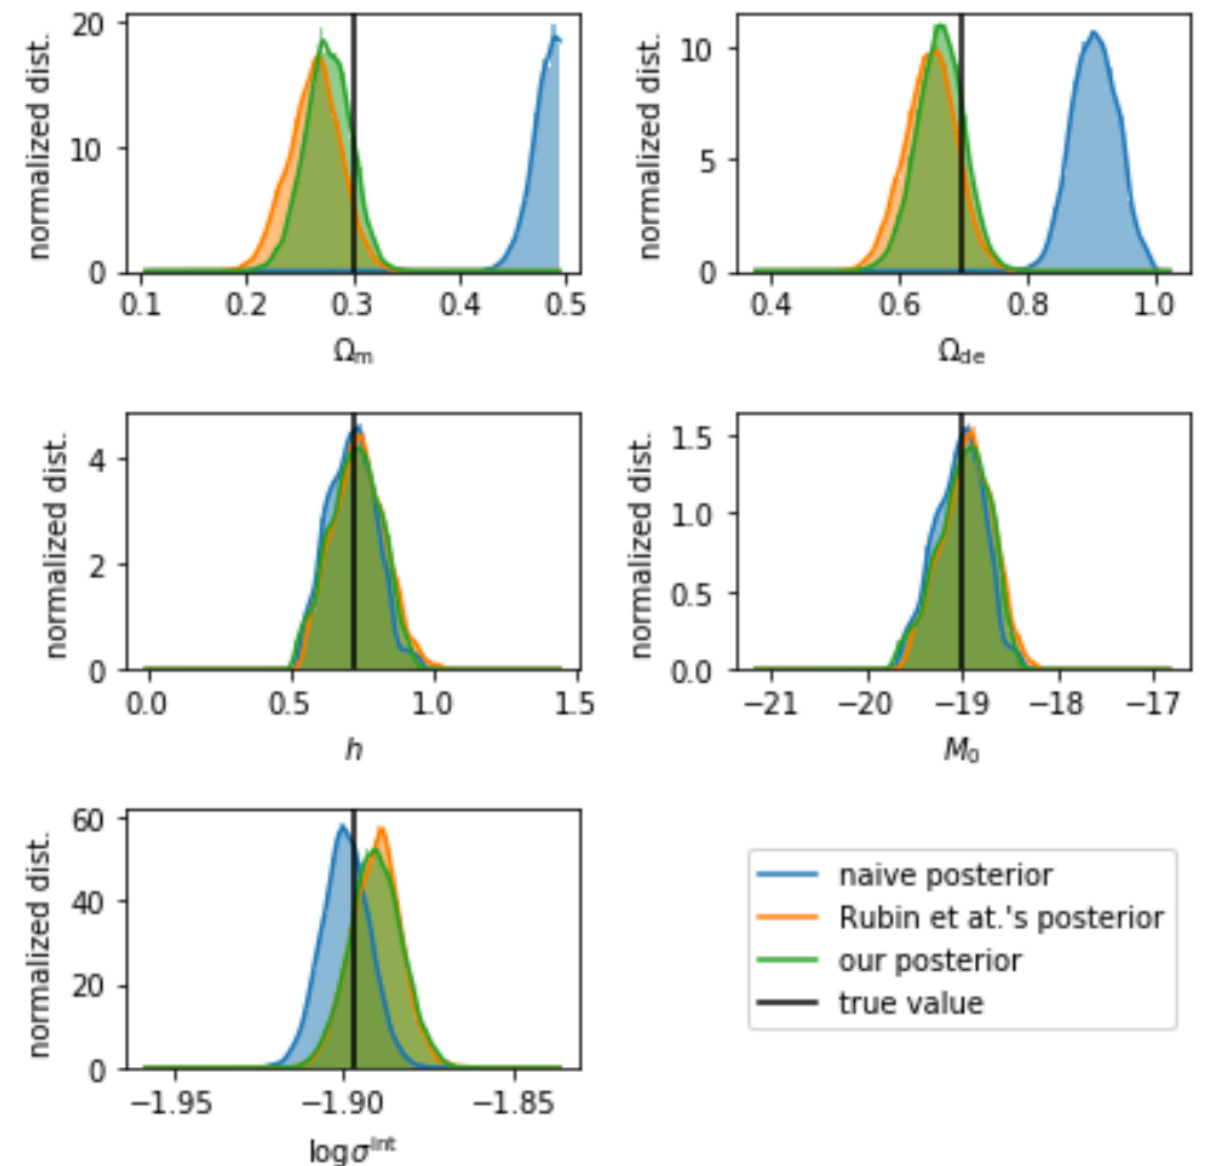 20
10
0
normalized dist.
0.1 0.2 0.3 0.4 0.5
Ωm
10
5
0
normalized dist.
0.4 0.6 0.8 1.0
Ωde
4
2
0
normalized dist.
0.0 0.5 1.0 1.5
h
1.5
1.0
0.5
0.0
normalized dist.
−21 −20 −19 −18 −17
M0
60
40
20
0
normalized dist.
−1.95 −1.90 −1.85
logσint
naive posterior
Rubin et at.'s posterior
our posterior
true value